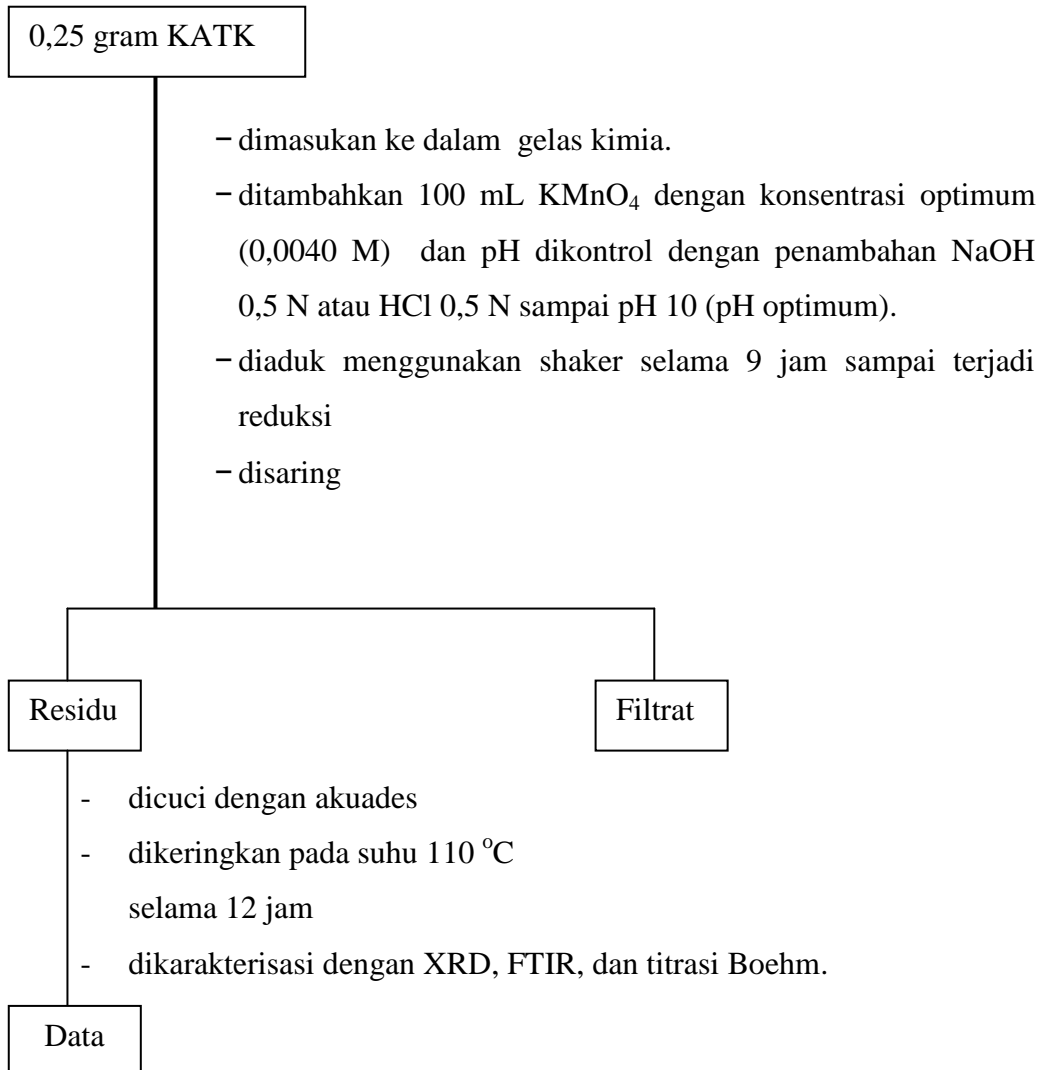 0,25 gram KATK
− dimasukan ke dalam gelas kimia.
− ditambahkan 100 mL KMnO₄ dengan konsentrasi optimum
(0,0040 M) dan pH dikontrol dengan penambahan NaOH
0,5 N atau HCl 0,5 N sampai pH 10 (pH optimum).
− diaduk menggunakan shaker selama 9 jam sampai terjadi
reduksi
− disaring
Residu
Filtrat
- dicuci dengan akuades
- dikeringkan pada suhu 110 ᵒC
selama 12 jam
- dikarakterisasi dengan XRD, FTIR, dan titrasi Boehm.
Data